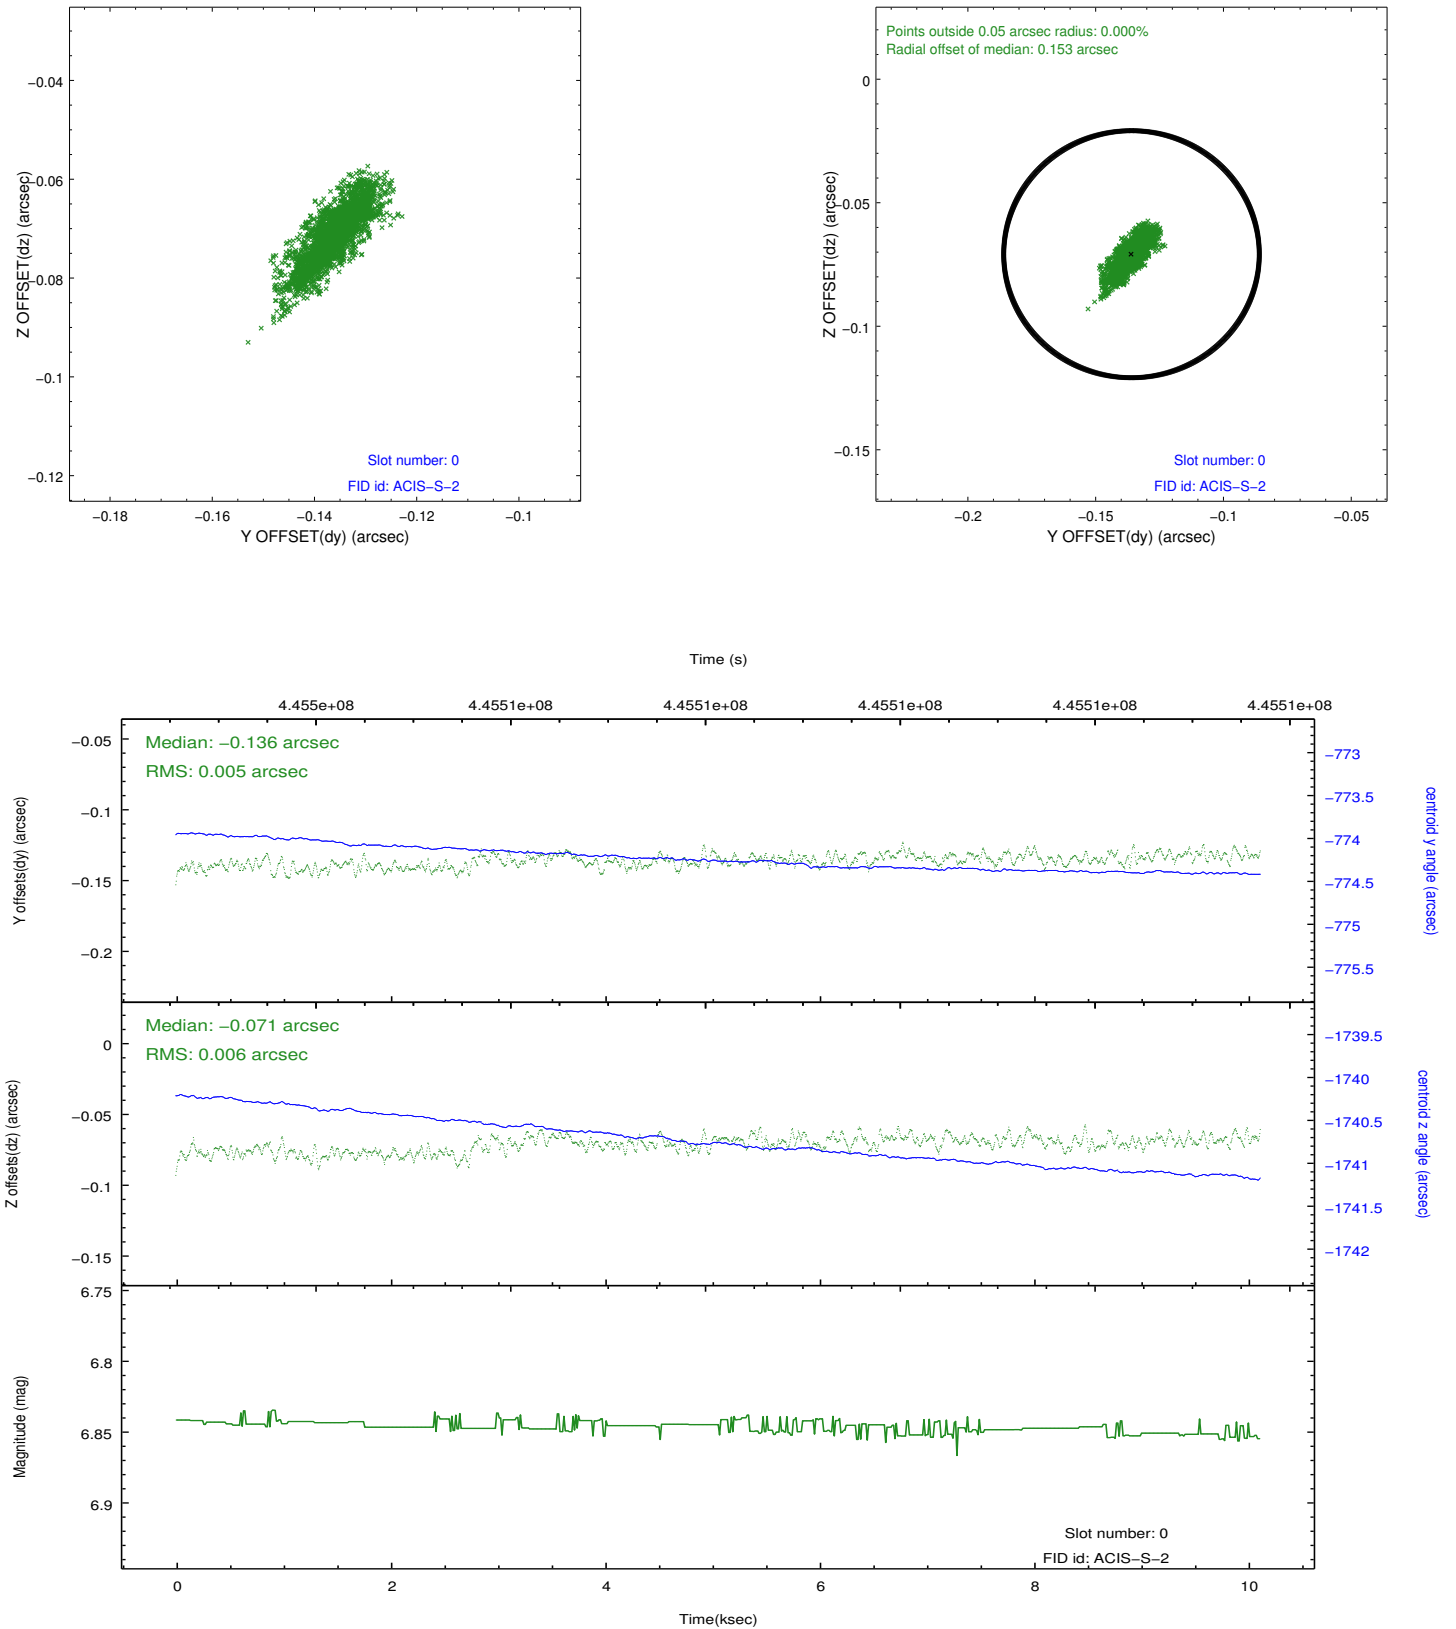 −0.04
−0.06
−0.08
−0.1
−0.12
Z OFFSET(dz) (arcsec)
Slot number: 0
FID id: ACIS−S−2
−0.18 −0.16 −0.14 −0.12 −0.1
Y OFFSET(dy) (arcsec)
Points outside 0.05 arcsec radius: 0.000%
Radial offset of median: 0.153 arcsec
0
−0.05
−0.1
−0.15
Z OFFSET(dz) (arcsec)
Slot number: 0
FID id: ACIS−S−2
−0.2 −0.15 −0.1 −0.05
Y OFFSET(dy) (arcsec)
Time (s)
4.455e+08 4.4551e+08 4.4551e+08 4.4551e+08 4.4551e+08 4.4551e+08
Median: −0.136 arcsec
RMS: 0.005 arcsec
−0.05
−0.1
−0.15
−0.2
Y offsets(dy) (arcsec)
−773
−773.5
−774
−774.5
−775
−775.5
centroid y angle (arcsec)
Median: −0.071 arcsec
RMS: 0.006 arcsec
0
−0.05
−0.1
−0.15
Z offsets(dz) (arcsec)
−1739.5
−1740
−1740.5
−1741
−1741.5
−1742
centroid z angle (arcsec)
6.75
6.8
6.85
6.9
Magnitude (mag)
Slot number: 0
FID id: ACIS−S−2
0 2 4 6 8 10
Time(ksec)